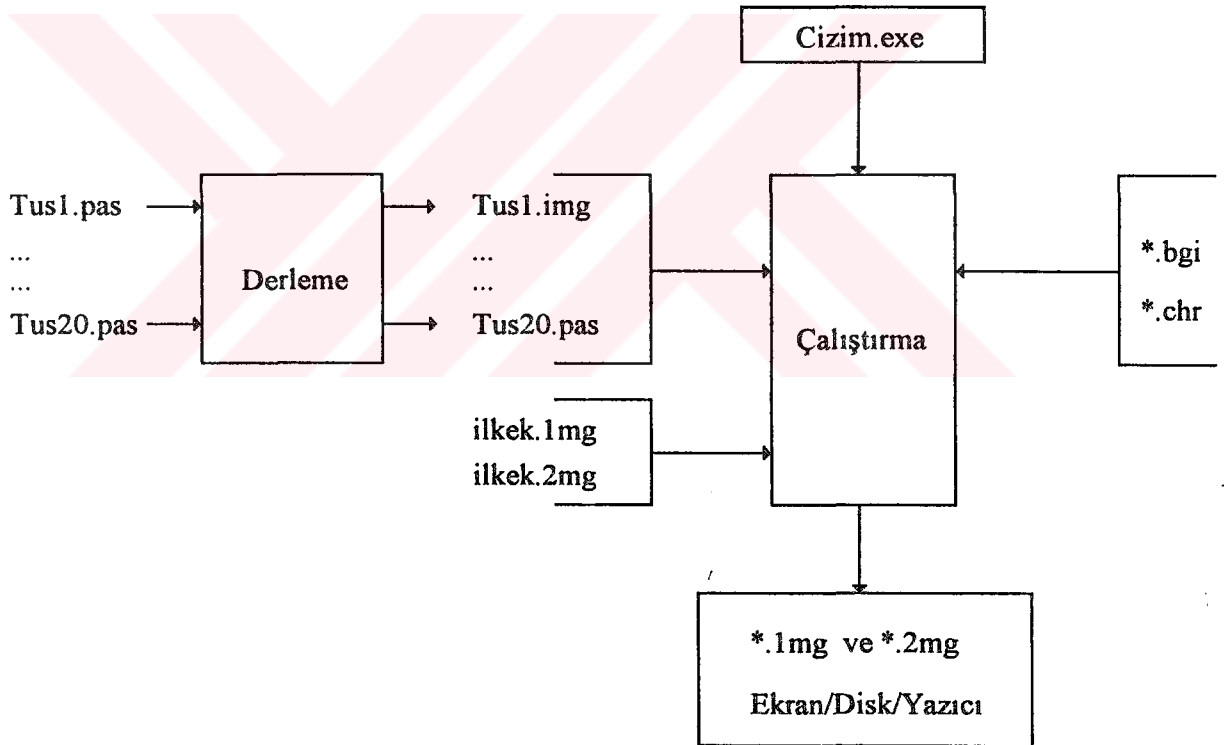 Cizim.exe
Tus1.pas
...
...
Tus20.pas
Derleme
Tus1.img
...
...
Tus20.pas
ilkek.1mg
ilkek.2mg
Çalıştırma
*.bgi
*.chr
*.1mg ve *.2mg
Ekran/Disk/Yazıcı